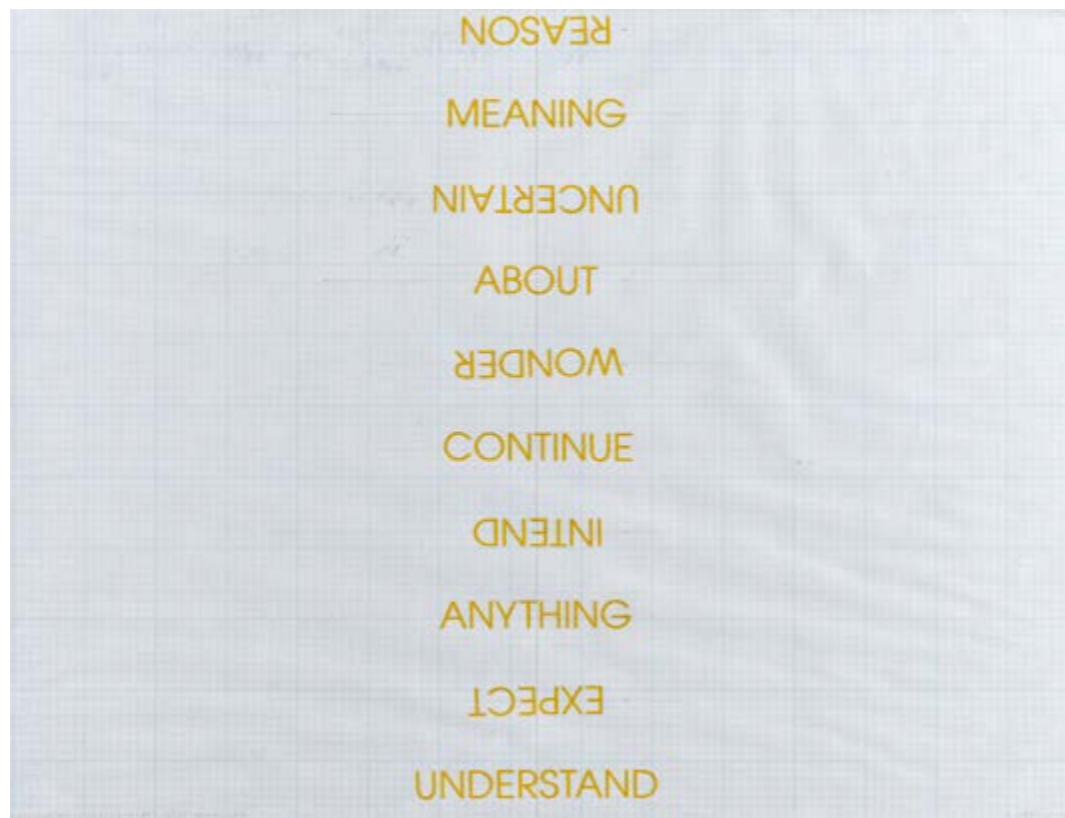 REASON
MEANING
UNCERTAIN
ABOUT
WONDER
CONTINUE
INTEND
ANYTHING
EXPECT
UNDERSTAND